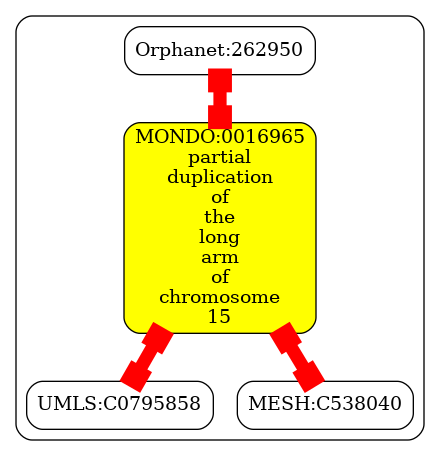 Orphanet:262950
MONDO:0016965
partial
duplication
of
the
long
arm
of
chromosome
15
UMLS:C0795858
MESH:C538040